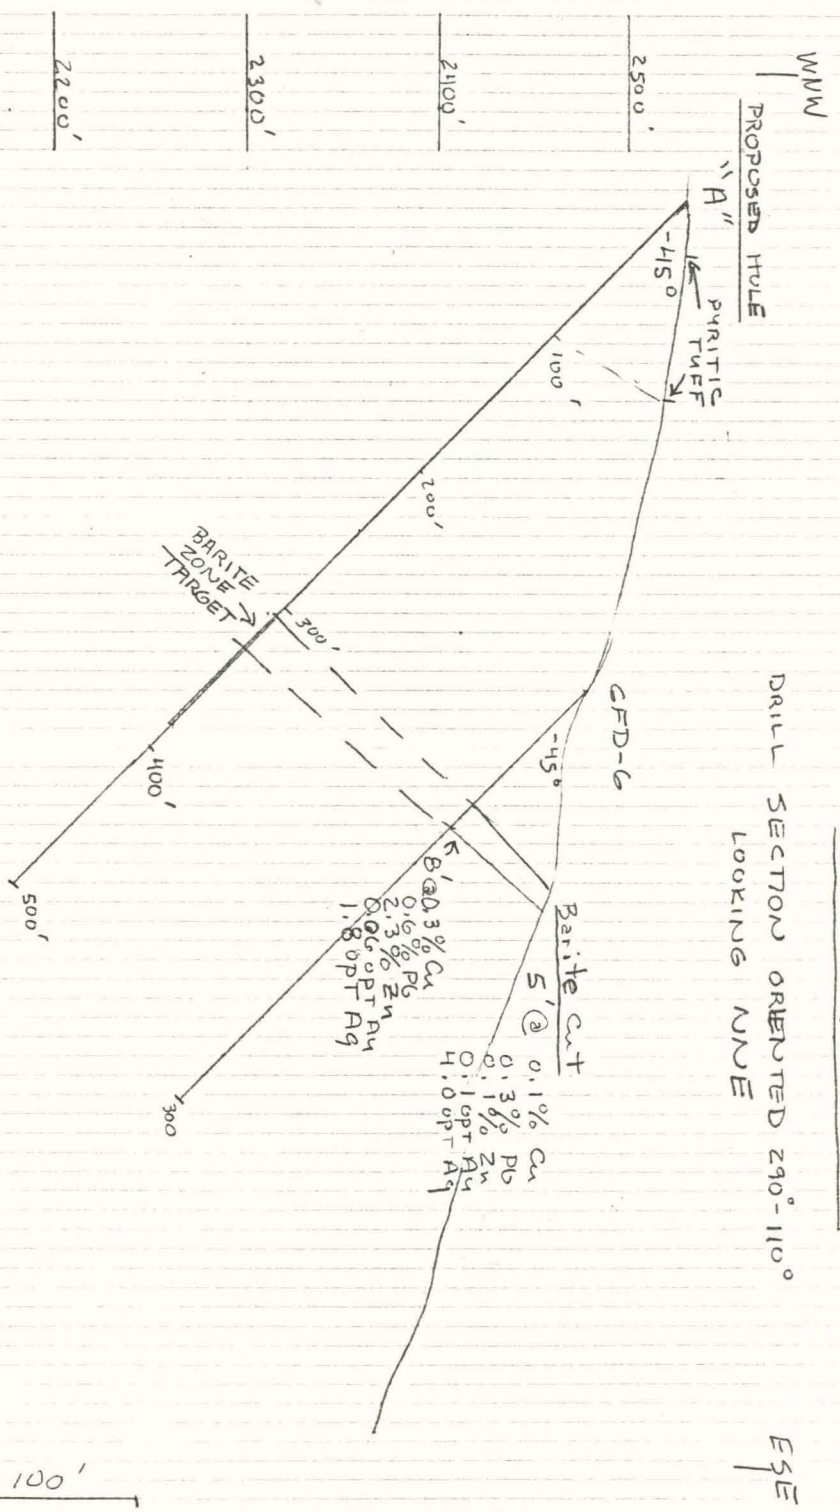 WNW
ESE
DRILL SECTION ORIENTED 290°-110°
LOOKING NNE
PROPOSED HOLE
"A"
PYRITIC
TUFF
-45°
2500'
2400'
2300'
2200'
100'
200'
300'
400'
500'
BARITE
ZONE
TARGET
GFD-6
-45°
300
Barite Cut
5' @ 0.1% Cu
0.3% Pb
0.1% Zn
0.1 opt Au
4.0 opt Ag
8' @ 0.3% Cu
0.6% Pb
2.3% Zn
0.06 opt Au
1.8 opt Ag
100'